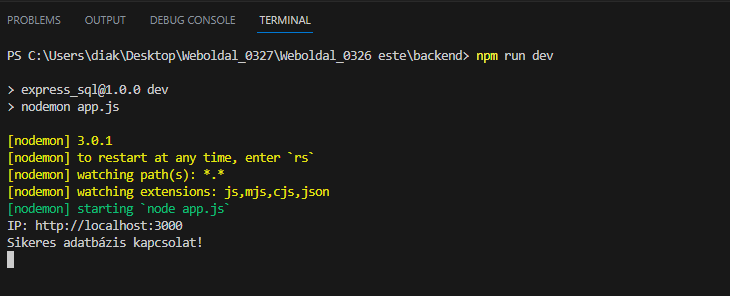 PROBLEMS OUTPUT DEBUG CONSOLE TERMINAL
PS C:\Users\diak\Desktop\Weboldal_0327\Weboldal_0326 este\backend> npm run dev
> express_sql@1.0.0 dev
> nodemon app.js
[nodemon] 3.0.1
[nodemon] to restart at any time, enter `rs`
[nodemon] watching path(s): *.*
[nodemon] watching extensions: js,mjs,cjs,json
[nodemon] starting `node app.js`
IP: http://localhost:3000
Sikeres adatbázis kapcsolat!